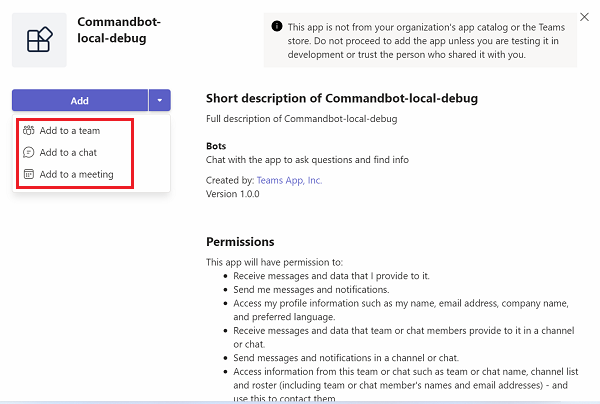 Commandbot-
local-debug
This app is not from your organization's app catalog or the Teams
store. Do not proceed to add the app unless you are testing it in
development or trust the person who shared it with you.
Add
Add to a team
Add to a chat
Add to a meeting
Short description of Commandbot-local-debug
Full description of Commandbot-local-debug
Bots
Chat with the app to ask questions and find info
Created by: Teams App, Inc.
Version 1.0.0
Permissions
This app will have permission to:
• Receive messages and data that I provide to it.
• Send me messages and notifications.
• Access my profile information such as my name, email address, company name,
and preferred language.
• Receive messages and data that team or chat members provide to it in a channel
or chat.
• Send messages and notifications in a channel or chat.
• Access information from this team or chat such as team or chat name, channel list
and roster (including team or chat member's names and email addresses) - and
use this to contact them.